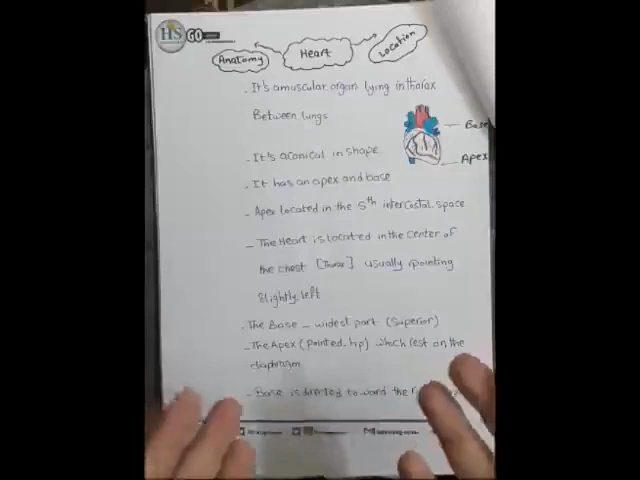 HS
GO
Anatomy
Heart
Location
. It's a muscular organ lying in thorax
Between lungs
Base
. It's a conical in shape
Apex
. It has an apex and base
- Apex located in the 5th intercostal space
- The Heart is located in the center of
the chest [Thorax] usually pointing
slightly left
. The Base - widest part (Superior)
- The Apex (Pointed tip) which rest on the
diaphragm
- Base is directed toward the